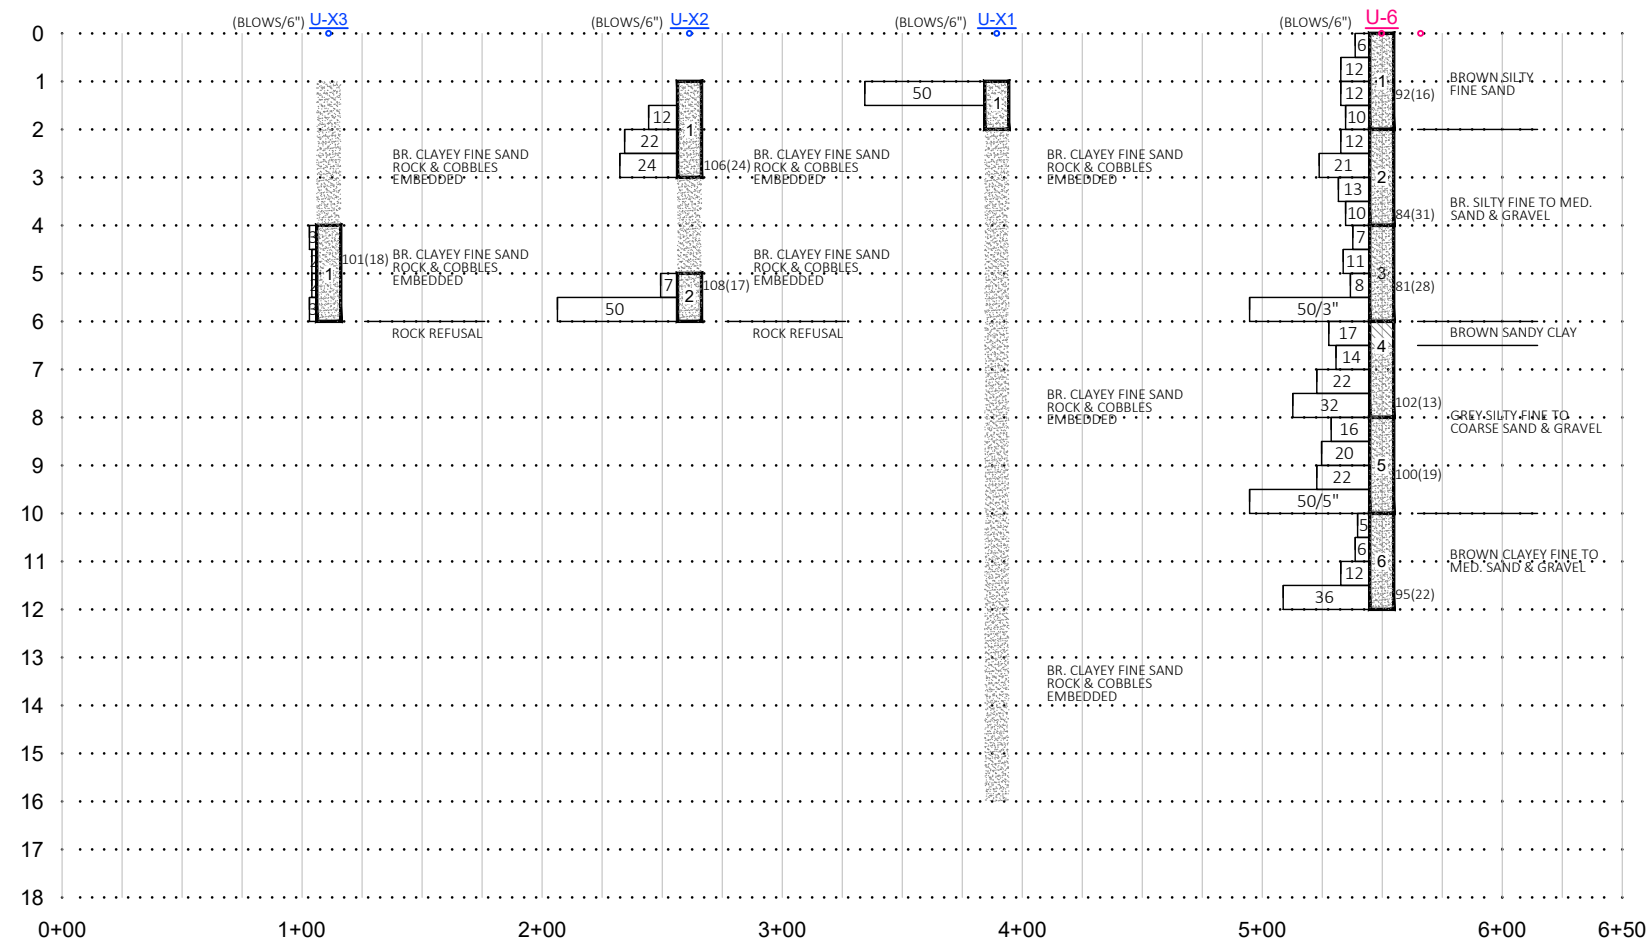 (BLOWS/6") U-X3
(BLOWS/6") U-X2
(BLOWS/6") U-X1
(BLOWS/6") U-6
0
1
2
3
4
5
6
7
8
9
10
11
12
13
14
15
16
17
18
3
3
1
101(18)
BR. CLAYEY FINE SAND
ROCK & COBBLES
EMBEDDED
BR. CLAYEY FINE SAND
ROCK & COBBLES
EMBEDDED
ROCK REFUSAL
12
22
24
1
106(24)
7
50
2
108(17)
BR. CLAYEY FINE SAND
ROCK & COBBLES
EMBEDDED
BR. CLAYEY FINE SAND
ROCK & COBBLES
EMBEDDED
ROCK REFUSAL
50
1
BR. CLAYEY FINE SAND
ROCK & COBBLES
EMBEDDED
BR. CLAYEY FINE SAND
ROCK & COBBLES
EMBEDDED
BR. CLAYEY FINE SAND
ROCK & COBBLES
EMBEDDED
6
12
12
10
12
21
13
10
7
11
8
50/3"
17
14
22
32
16
20
22
50/5"
5
6
12
36
1
2
3
4
5
6
92(16)
84(31)
81(28)
102(13)
100(19)
95(22)
BROWN SILTY
FINE SAND
BR. SILTY FINE TO MED.
SAND & GRAVEL
BROWN SANDY CLAY
GREY SILTY FINE TO
COARSE SAND & GRAVEL
BROWN CLAYEY FINE TO
MED. SAND & GRAVEL
0+00
1+00
2+00
3+00
4+00
5+00
6+00
6+50